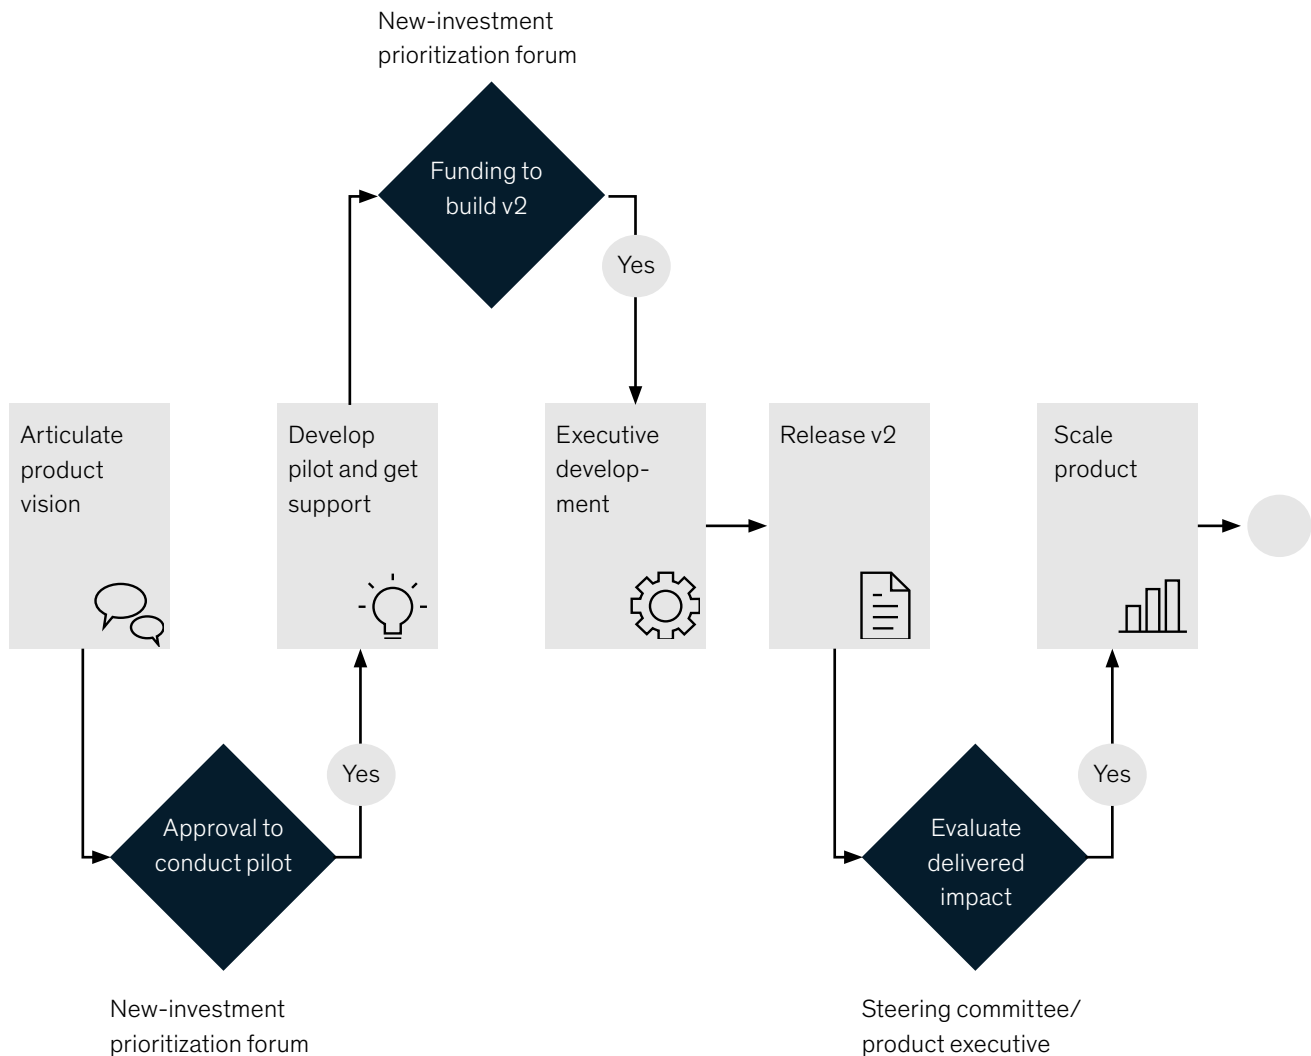 New-investment
prioritization forum
Funding to
build v2
Yes
Articulate
product
vision
Develop
pilot and get
support
Executive
develop-
ment
Release v2
Scale
product
Yes
Yes
Approval to
conduct pilot
Evaluate
delivered
impact
New-investment
prioritization forum
Steering committee/
product executive